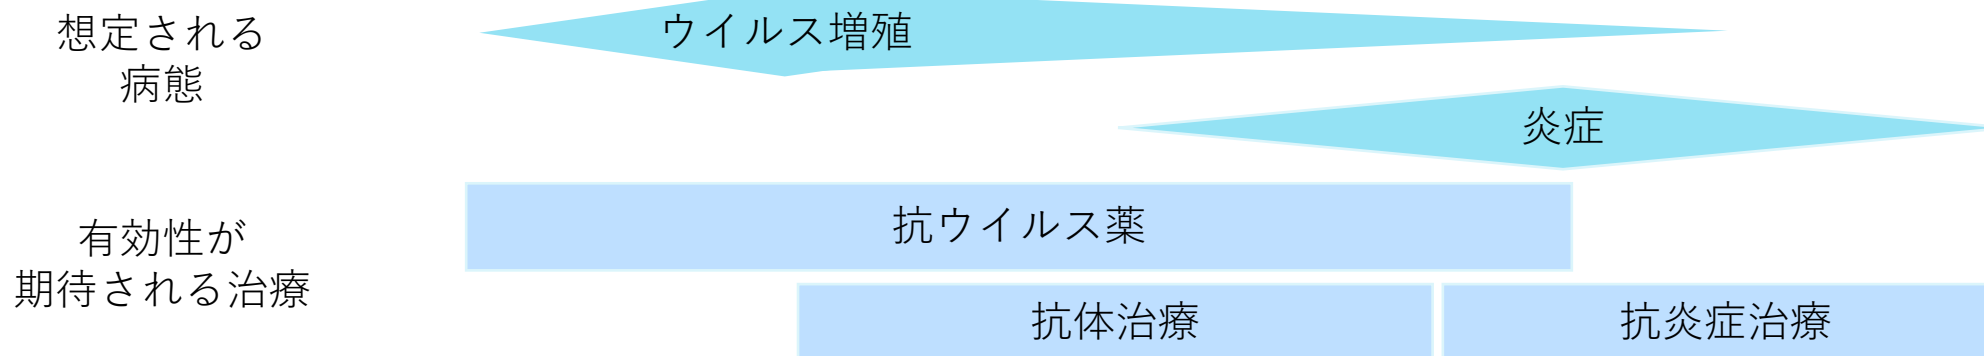 想定される
病態
ウイルス増殖
炎症
有効性が
期待される治療
抗ウイルス薬
抗体治療
抗炎症治療